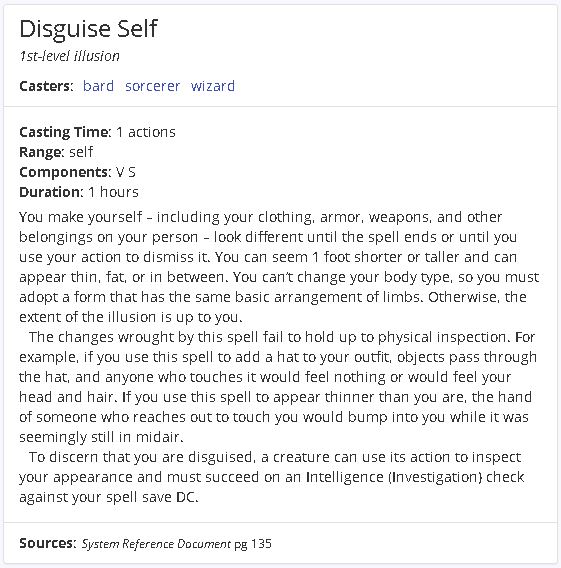 Disguise Self
1st-level illusion
Casters: bard sorcerer wizard
Casting Time: 1 actions
Range: self
Components: V S
Duration: 1 hours
You make yourself – including your clothing, armor, weapons, and other
belongings on your person – look different until the spell ends or until you
use your action to dismiss it. You can seem 1 foot shorter or taller and can
appear thin, fat, or in between. You can't change your body type, so you must
adopt a form that has the same basic arrangement of limbs. Otherwise, the
extent of the illusion is up to you.
The changes wrought by this spell fail to hold up to physical inspection. For
example, if you use this spell to add a hat to your outfit, objects pass through
the hat, and anyone who touches it would feel nothing or would feel your
head and hair. If you use this spell to appear thinner than you are, the hand
of someone who reaches out to touch you would bump into you while it was
seemingly still in midair.
To discern that you are disguised, a creature can use its action to inspect
your appearance and must succeed on an Intelligence (Investigation) check
against your spell save DC.
Sources: System Reference Document pg 135